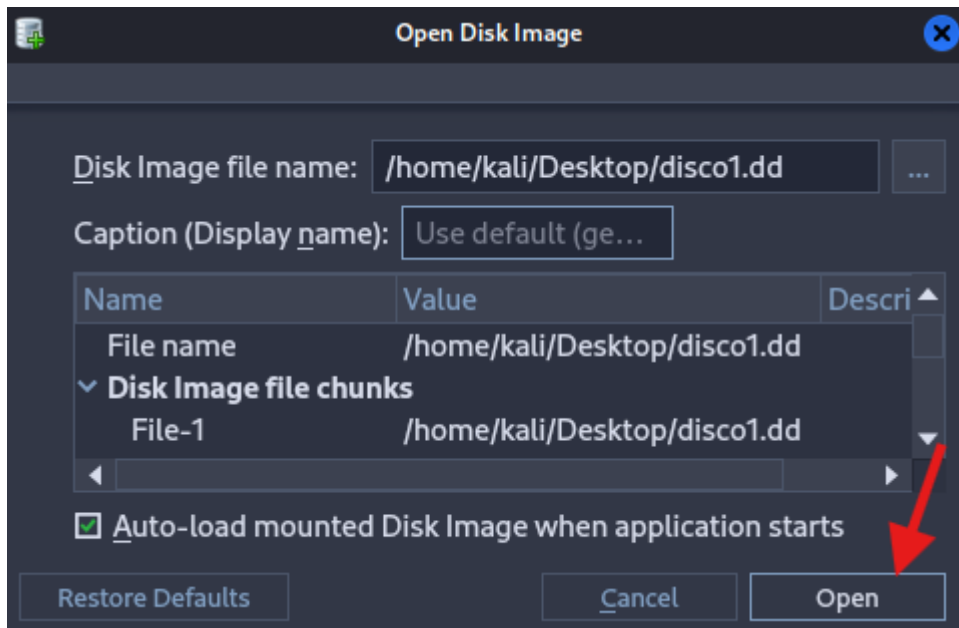 Open Disk Image
Disk Image file name: /home/kali/Desktop/disco1.dd ...
Caption (Display name): Use default (ge...
Name Value Descri
File name /home/kali/Desktop/disco1.dd
Disk Image file chunks
File-1 /home/kali/Desktop/disco1.dd
Auto-load mounted Disk Image when application starts
Restore Defaults Cancel Open